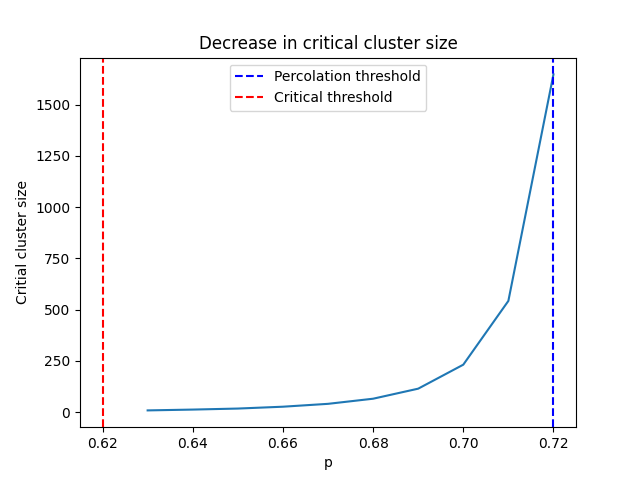 Decrease in critical cluster size
Percolation threshold
Critical threshold
1500
1250
1000
750
500
250
0
Critial cluster size
0.62 0.64 0.66 0.68 0.70 0.72
p